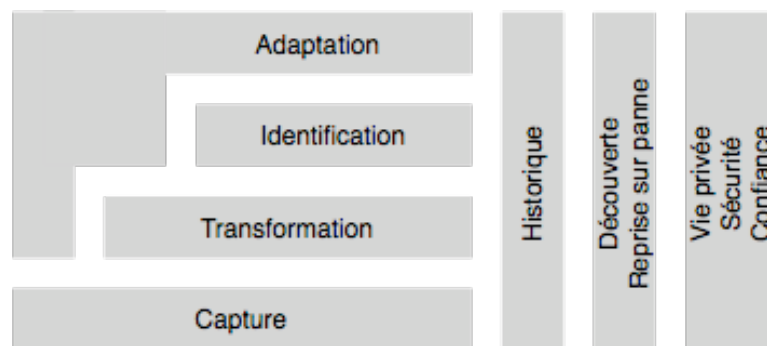 Adaptation
Identification
Transformation
Capture
Historique
Découverte
Reprise sur panne
Vie privée
Sécurité
Confiance